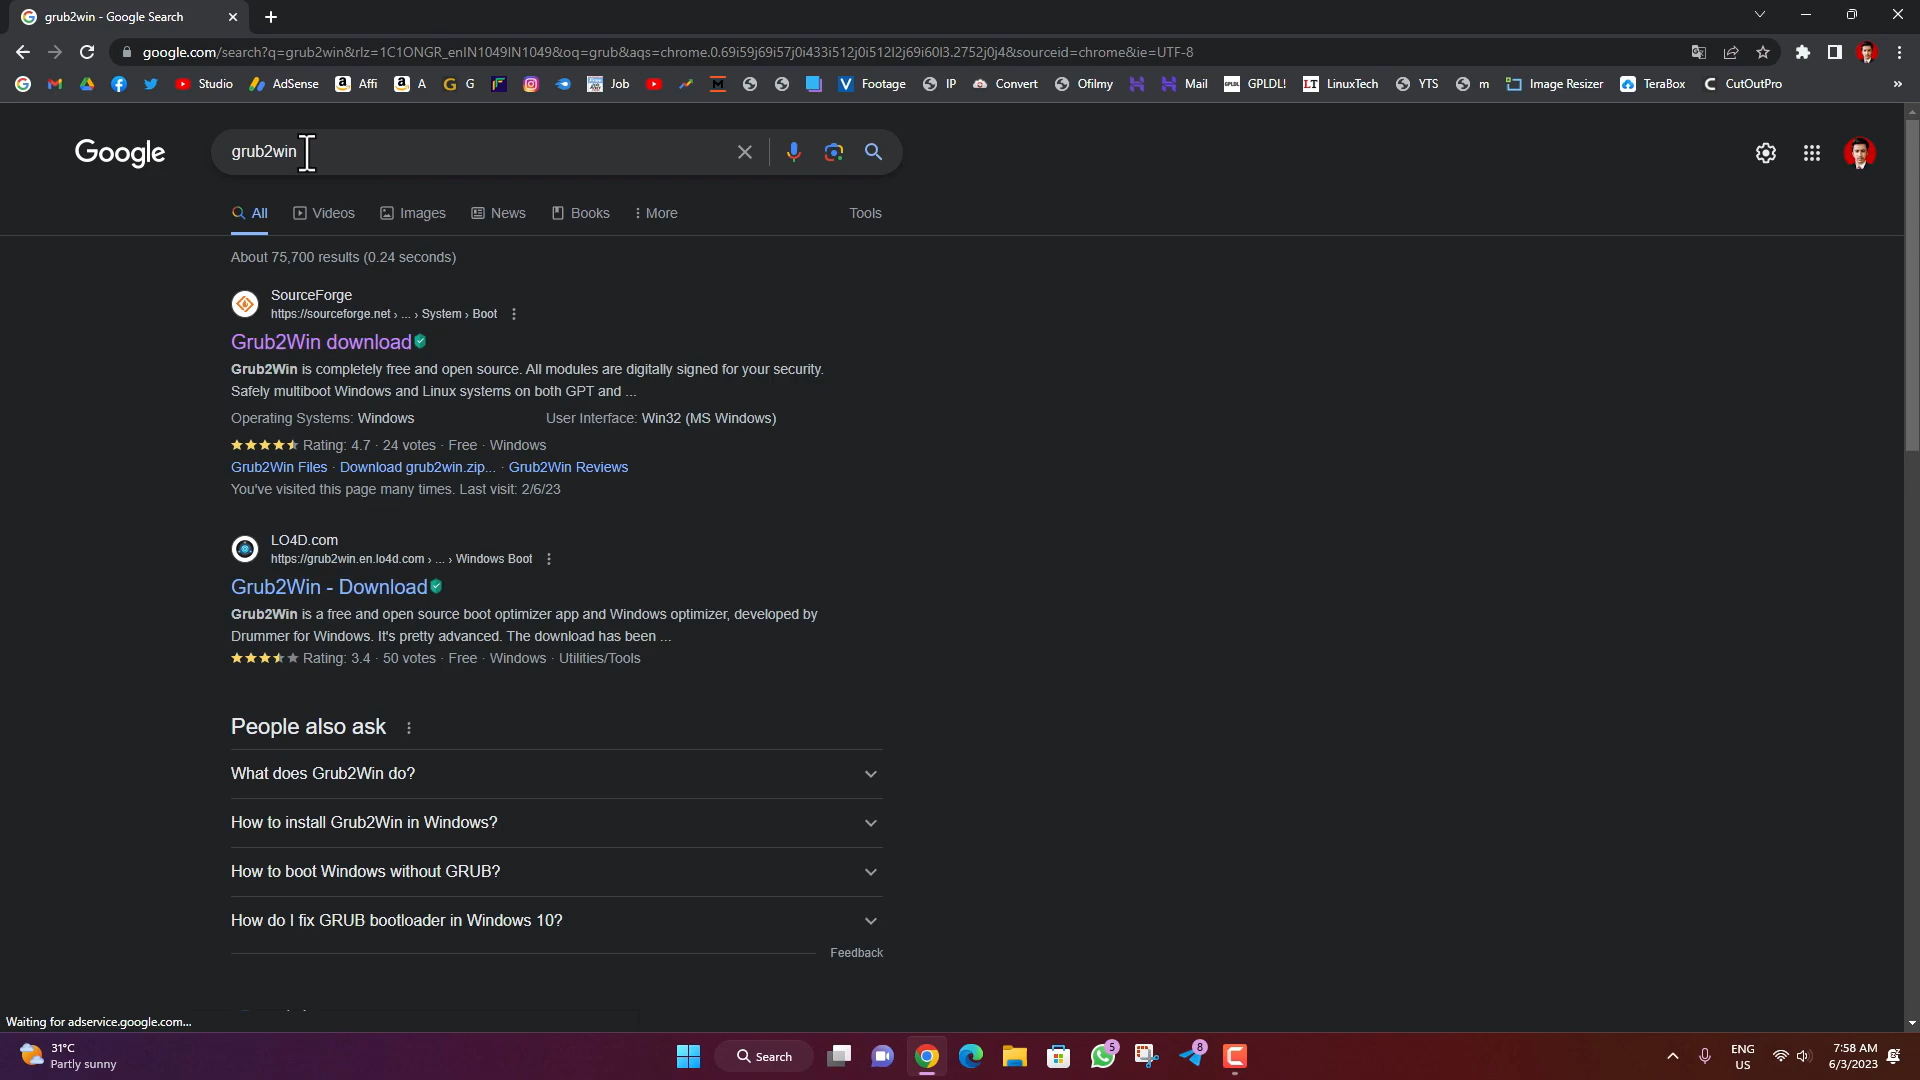 grub2win - Google Search
google.com/search?q=grub2win&rlz=1C1ONGR_enIN1049IN1049&oq=grub&aqs=chrome.0.69i59j69i57j0i433i512j0i512l2j69i60l3.2752j0j4&sourceid=chrome&ie=UTF-8
Studio AdSense Affi A G Job Footage IP Convert Ofilmy Mail GPLDL! LinuxTech YTS m Image Resizer TeraBox CutOutPro »
Google
grub2win
All Videos Images News Books More Tools
About 75,700 results (0.24 seconds)
SourceForge
https://sourceforge.net › ... › System › Boot
Grub2Win download
Grub2Win is completely free and open source. All modules are digitally signed for your security.
Safely multiboot Windows and Linux systems on both GPT and ...
Operating Systems: Windows User Interface: Win32 (MS Windows)
Rating: 4.7 · 24 votes · Free · Windows
Grub2Win Files · Download grub2win.zip... · Grub2Win Reviews
You've visited this page many times. Last visit: 2/6/23
LO4D.com
https://grub2win.en.lo4d.com › ... › Windows Boot
Grub2Win - Download
Grub2Win is a free and open source boot optimizer app and Windows optimizer, developed by
Drummer for Windows. It's pretty advanced. The download has been ...
Rating: 3.4 · 50 votes · Free · Windows · Utilities/Tools
People also ask
What does Grub2Win do?
How to install Grub2Win in Windows?
How to boot Windows without GRUB?
How do I fix GRUB bootloader in Windows 10?
Feedback
Waiting for adservice.google.com...
31°C
Partly sunny
Search
5
8
ENG
US
7:58 AM
6/3/2023